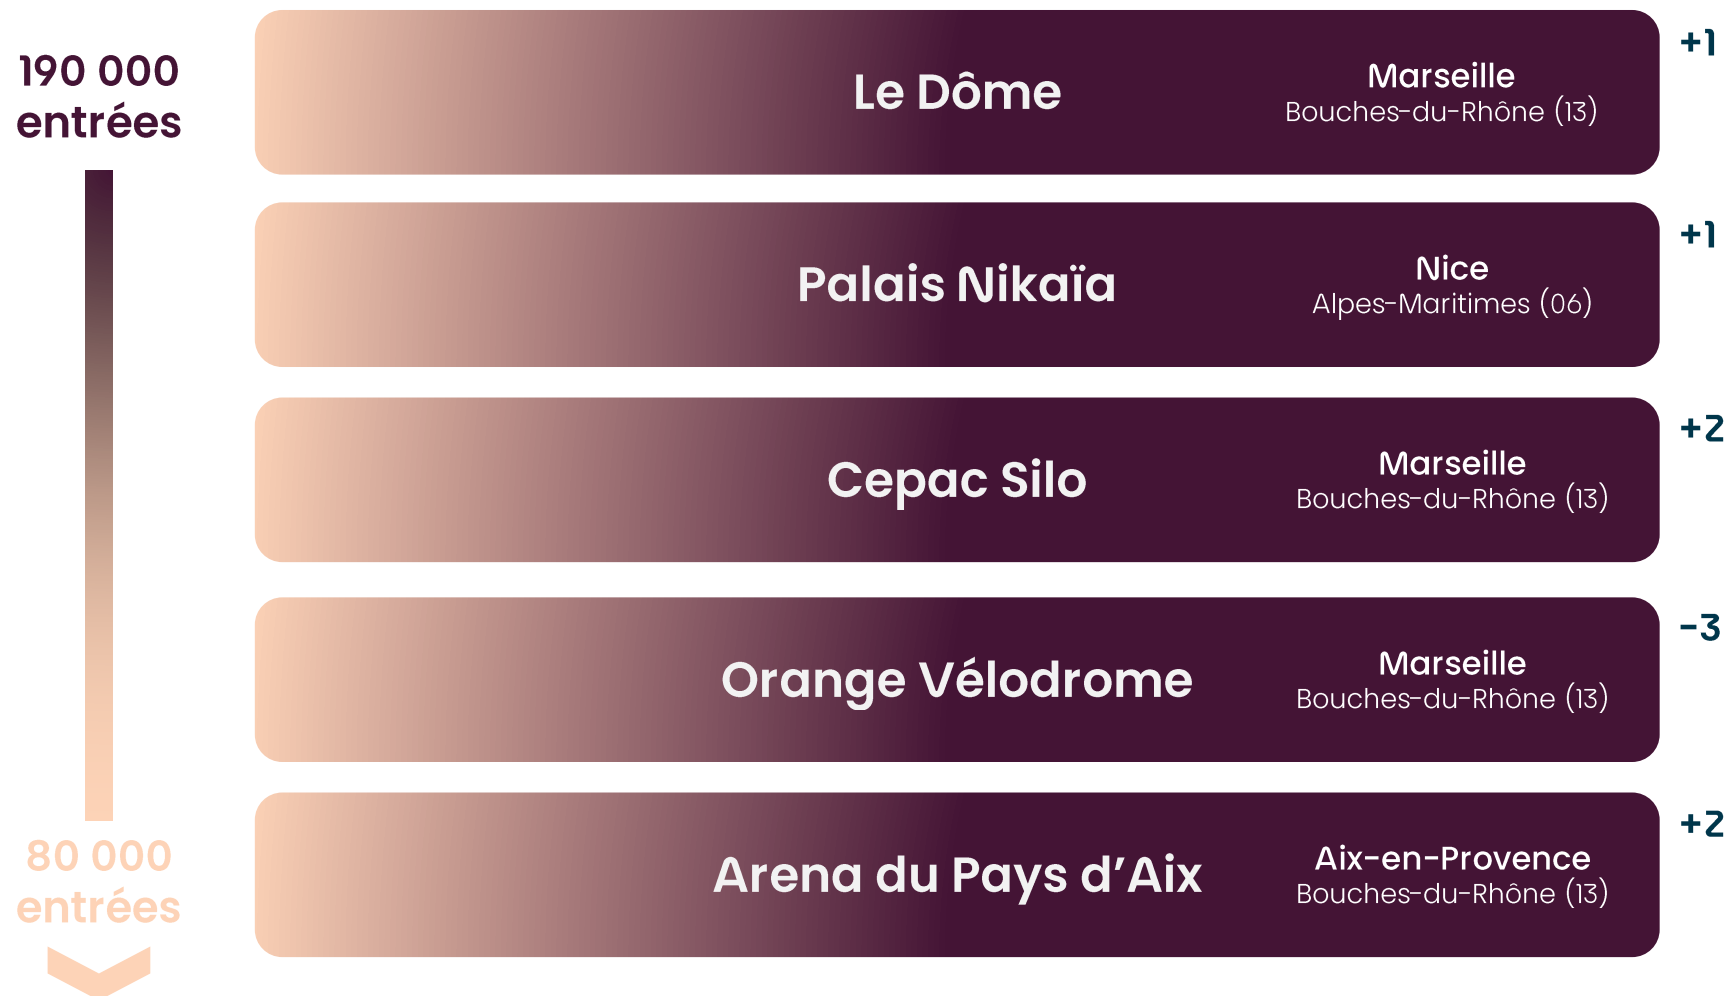 190 000
entrées
80 000
entrées
Le Dôme
Marseille
Bouches-du-Rhône (13)
+1
Palais Nikaïa
Nice
Alpes-Maritimes (06)
+1
Cepac Silo
Marseille
Bouches-du-Rhône (13)
+2
Orange Vélodrome
Marseille
Bouches-du-Rhône (13)
-3
Arena du Pays d’Aix
Aix-en-Provence
Bouches-du-Rhône (13)
+2